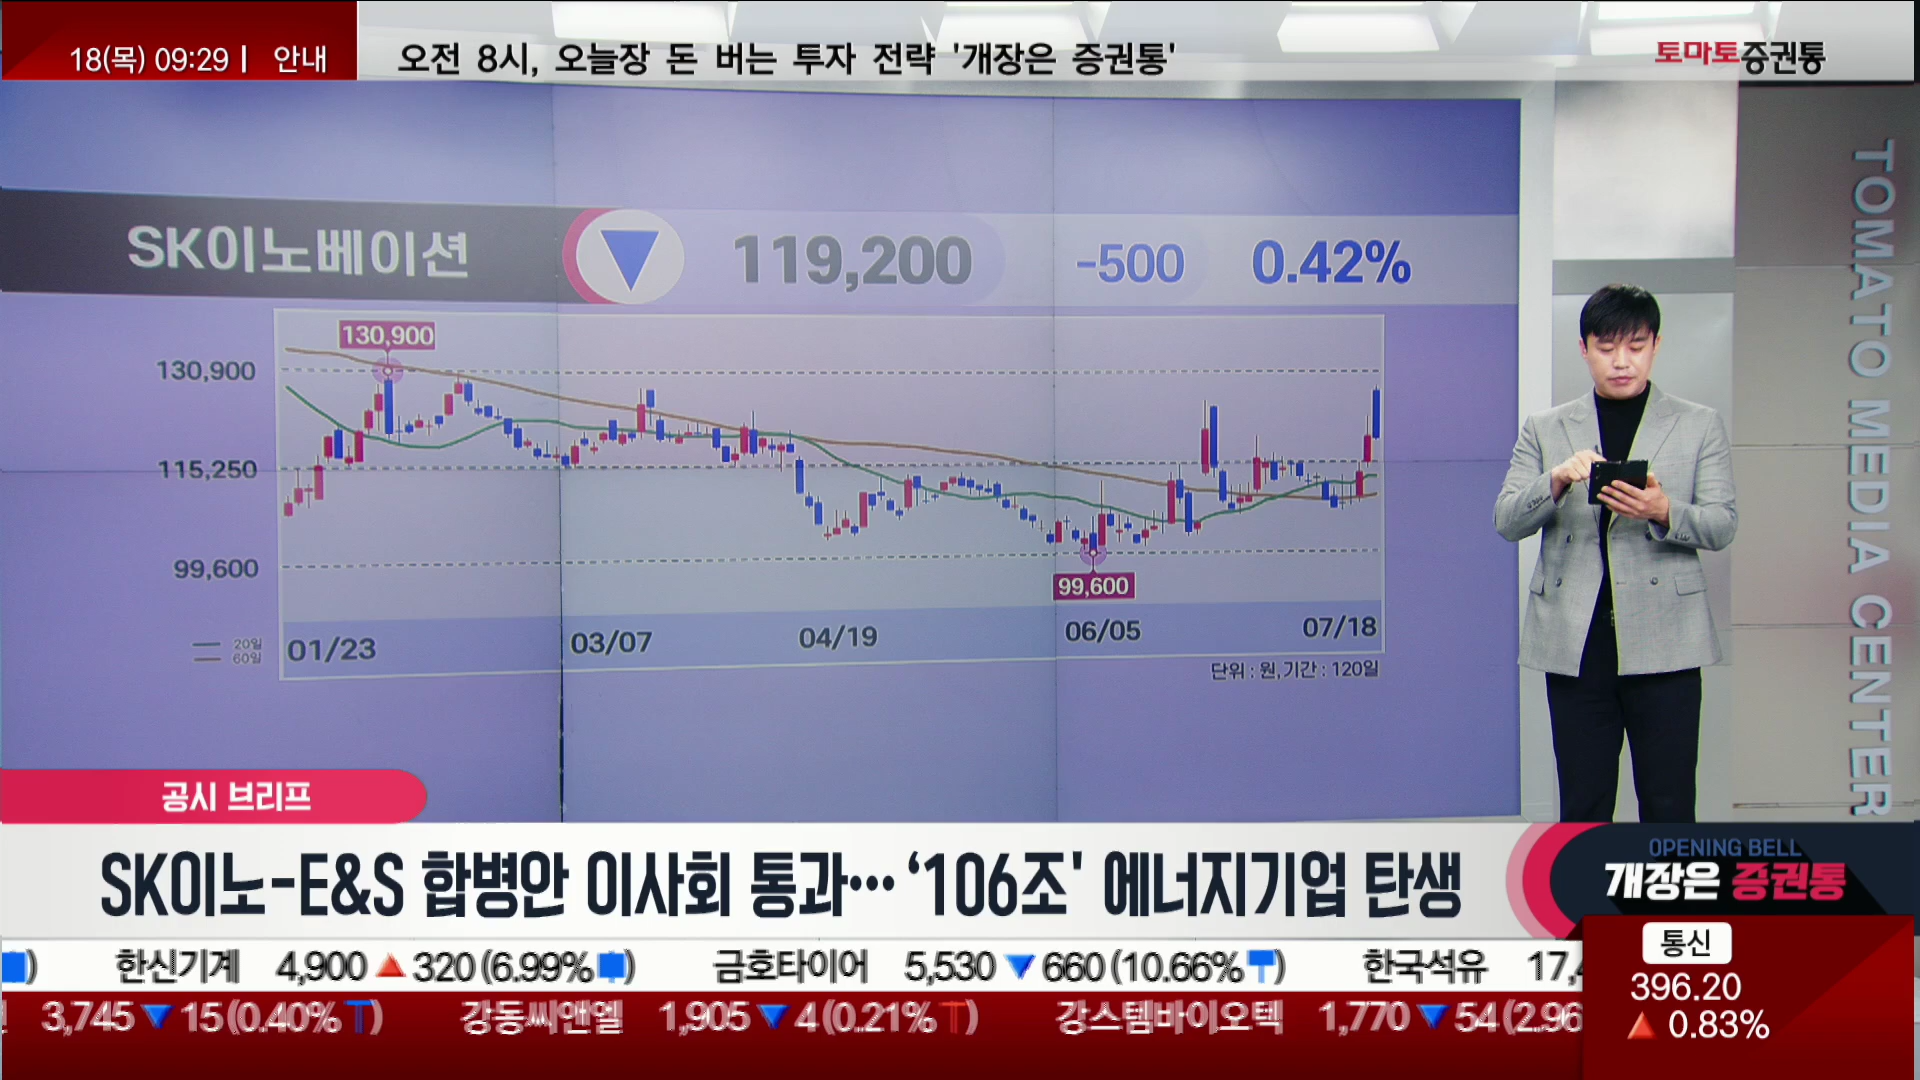 18(목) 09:29 | 안내
오전 8시, 오늘장 돈 버는 투자 전략 '개장은 증권통'
토마토증권통
SK이노베이션 119,200 -500 0.42%
130,900
130,900
115,250
99,600
99,600
20일
60일
01/23 03/07 04/19 06/05 07/18
단위 : 원, 기간 : 120일
TOMATO MEDIA CENTER
공시 브리프
SK이노-E&S 합병안 이사회 통과… ‘106조' 에너지기업 탄생
OPENING BELL
개장은 증권통
) 한신기계 4,900 ▲ 320 (6.99%) 금호타이어 5,530 ▼ 660 (10.66%) 한국석유 17,4
3,745 ▼ 15 (0.40%) 강동씨앤엘 1,905 ▼ 4 (0.21%) 강스템바이오텍 1,770 ▼ 54 (2.96
통신
396.20
▲ 0.83%